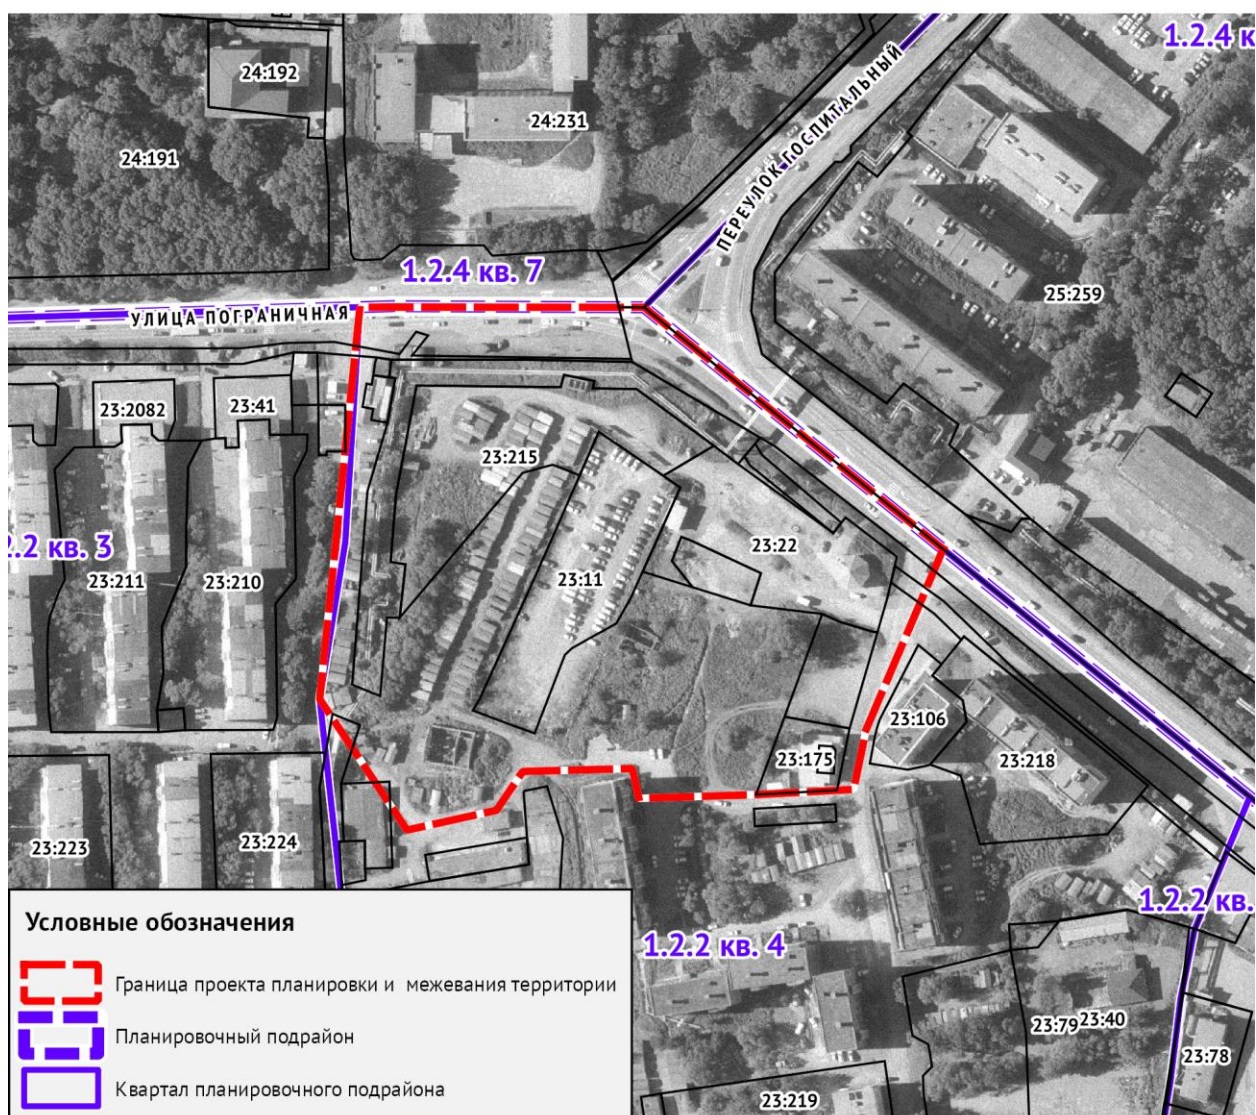 1.2.4 к
24:192
24:231
24:191
ПЕРЕУЛОК ГОСПИТАЛЬНЫЙ
1.2.4 кв. 7
25:259
УЛИЦА ПОГРАНИЧНАЯ
23:2082
23:41
23:215
2.2 кв. 3
23:22
23:211
23:210
23:11
23:106
23:175
23:218
23:223
23:224
1.2.2 кв.
1.2.2 кв. 4
23:79
23:40
23:78
23:219
Условные обозначения
Граница проекта планировки и межевания территории
Планировочный подрайон
Квартал планировочного подрайона